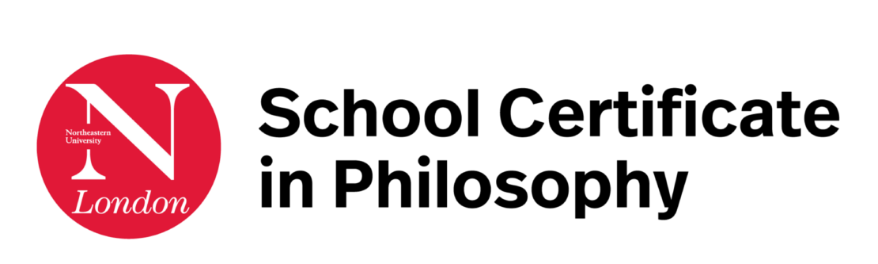 N
Northeastern
University
London
School Certificate
in Philosophy